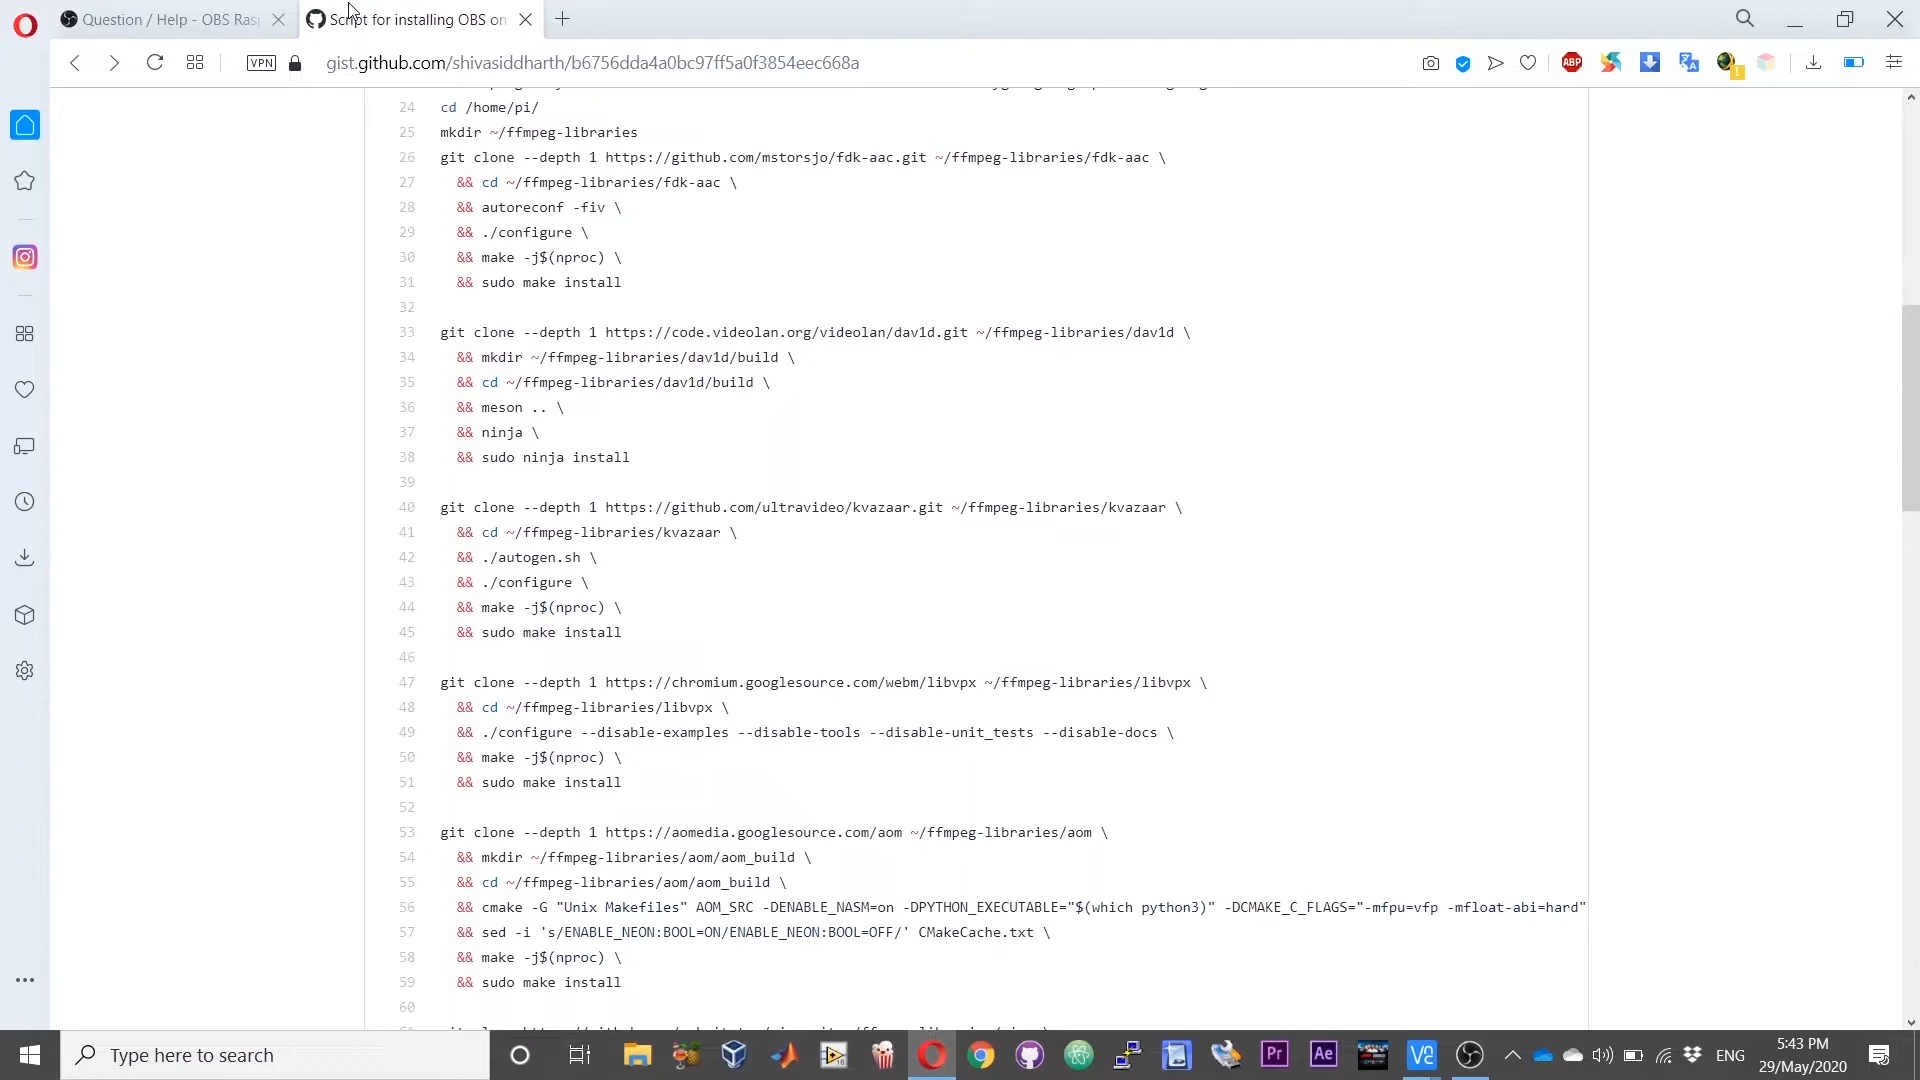 Question / Help - OBS Rasp
Script for installing OBS on
VPN
gist.github.com/shivasiddharth/b6756dda4a0bc97ff5a0f3854eec668a
ABP
24 cd /home/pi/
25 mkdir ~/ffmpeg-libraries
26 git clone --depth 1 https://github.com/mstorsjo/fdk-aac.git ~/ffmpeg-libraries/fdk-aac \
27 && cd ~/ffmpeg-libraries/fdk-aac \
28 && autoreconf -fiv \
29 && ./configure \
30 && make -j$(nproc) \
31 && sudo make install
32
33 git clone --depth 1 https://code.videolan.org/videolan/dav1d.git ~/ffmpeg-libraries/dav1d \
34 && mkdir ~/ffmpeg-libraries/dav1d/build \
35 && cd ~/ffmpeg-libraries/dav1d/build \
36 && meson .. \
37 && ninja \
38 && sudo ninja install
39
40 git clone --depth 1 https://github.com/ultravideo/kvazaar.git ~/ffmpeg-libraries/kvazaar \
41 && cd ~/ffmpeg-libraries/kvazaar \
42 && ./autogen.sh \
43 && ./configure \
44 && make -j$(nproc) \
45 && sudo make install
46
47 git clone --depth 1 https://chromium.googlesource.com/webm/libvpx ~/ffmpeg-libraries/libvpx \
48 && cd ~/ffmpeg-libraries/libvpx \
49 && ./configure --disable-examples --disable-tools --disable-unit_tests --disable-docs \
50 && make -j$(nproc) \
51 && sudo make install
52
53 git clone --depth 1 https://aomedia.googlesource.com/aom ~/ffmpeg-libraries/aom \
54 && mkdir ~/ffmpeg-libraries/aom/aom_build \
55 && cd ~/ffmpeg-libraries/aom/aom_build \
56 && cmake -G "Unix Makefiles" AOM_SRC -DENABLE_NASM=on -DPYTHON_EXECUTABLE="$(which python3)" -DCMAKE_C_FLAGS="-mfpu=vfp -mfloat-abi=hard"
57 && sed -i 's/ENABLE_NEON:BOOL=ON/ENABLE_NEON:BOOL=OFF/' CMakeCache.txt \
58 && make -j$(nproc) \
59 && sudo make install
60
Type here to search
Pr
Ae
ENG
5:43 PM
29/May/2020